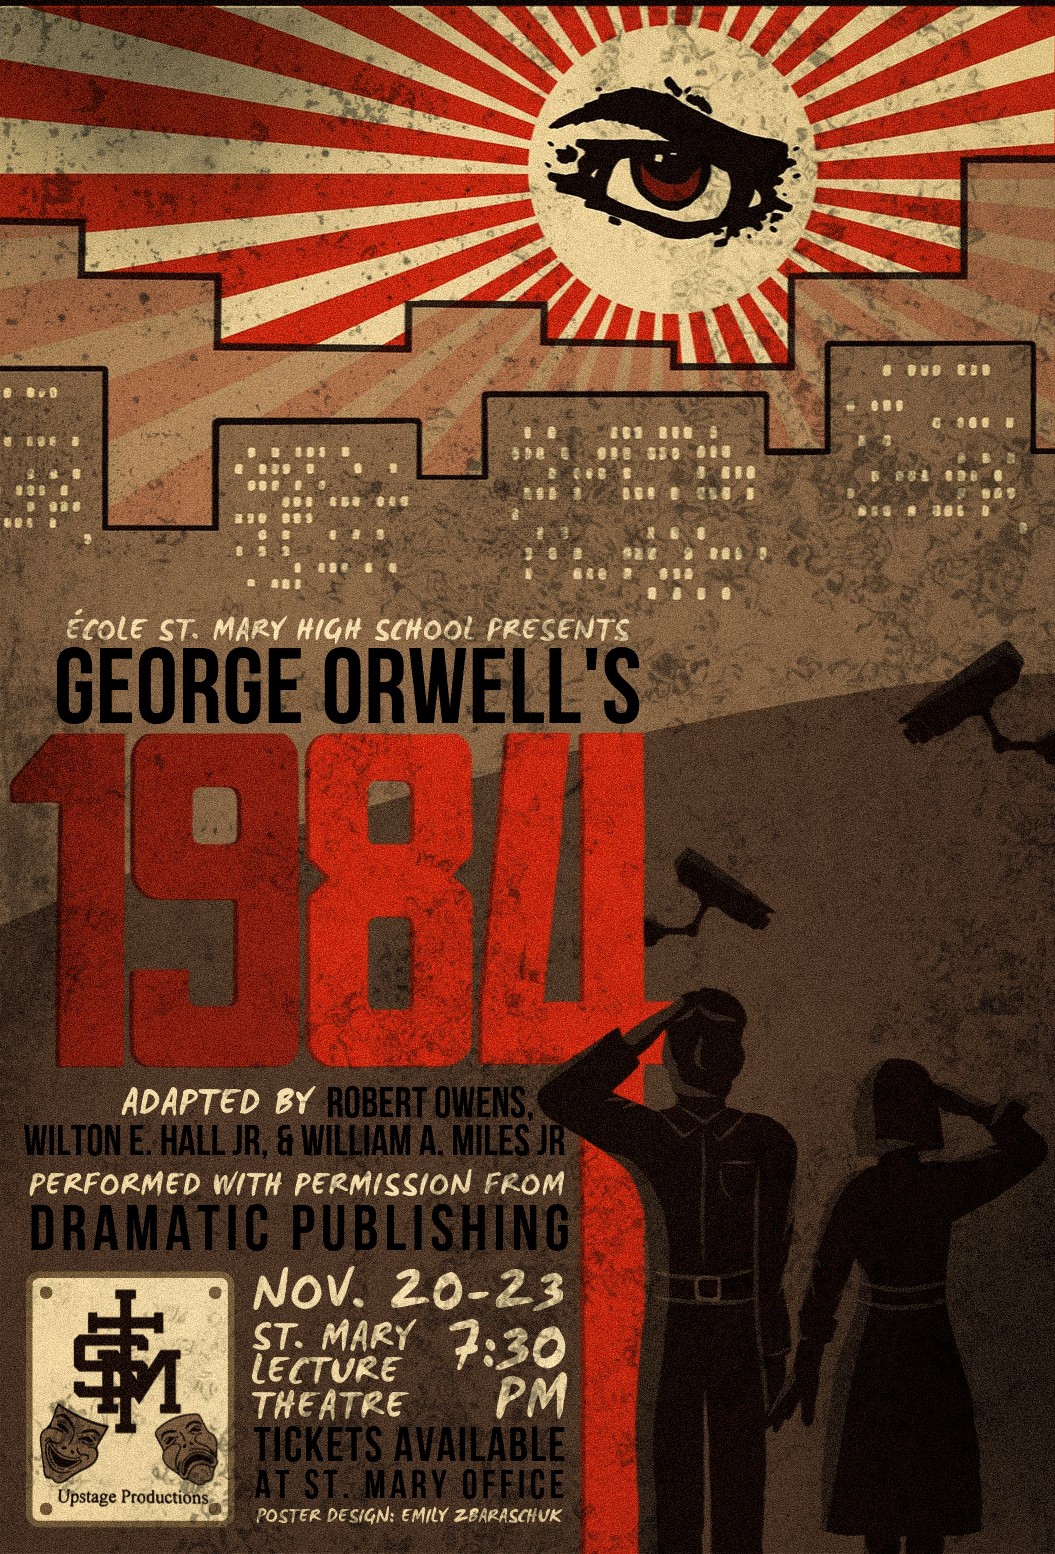 ÉCOLE ST. MARY HIGH SCHOOL PRESENTS
GEORGE ORWELL'S
1984
ADAPTED BY ROBERT OWENS,
WILTON E. HALL JR, & WILLIAM A. MILES JR
PERFORMED WITH PERMISSION FROM
DRAMATIC PUBLISHING
NOV. 20-23
ST. MARY
LECTURE
THEATRE
7:30
PM
TICKETS AVAILABLE
AT ST. MARY OFFICE
POSTER DESIGN: EMILY ZBARASCHUK
STM
Upstage Productions